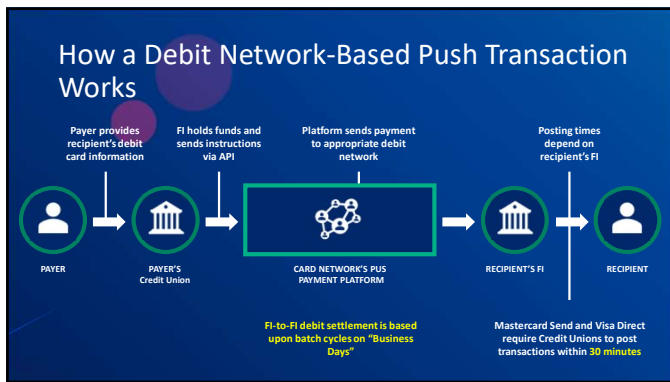 How a Debit Network-Based Push Transaction
Works
Payer provides
recipient's debit
card information
FI holds funds and
sends instructions
via API
Platform sends payment
to appropriate debit
network
Posting times
depend on
recipient's FI
PAYER
PAYER'S
Credit Union
CARD NETWORK'S PUS
PAYMENT PLATFORM
RECIPIENT'S FI
RECIPIENT
FI-to-FI debit settlement is based
upon batch cycles on "Business
Days"
Mastercard Send and Visa Direct
require Credit Unions to post
transactions within 30 minutes